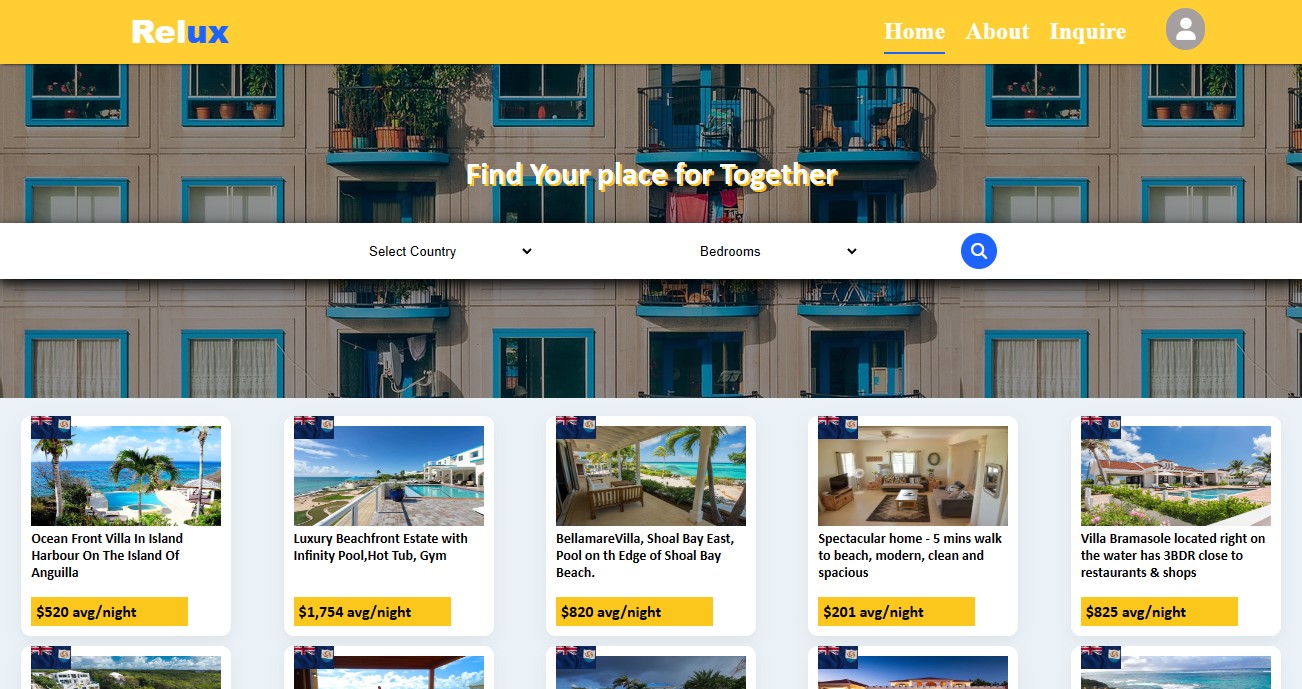 Relux
Home About Inquire
Find Your place for Together
Select Country
Bedrooms
Ocean Front Villa In Island
Harbour On The Island Of
Anguilla
$520 avg/night
Luxury Beachfront Estate with
Infinity Pool,Hot Tub, Gym
$1,754 avg/night
BellamareVilla, Shoal Bay East,
Pool on th Edge of Shoal Bay
Beach.
$820 avg/night
Spectacular home - 5 mins walk
to beach, modern, clean and
spacious
$201 avg/night
Villa Bramasole located right on
the water has 3BDR close to
restaurants & shops
$825 avg/night